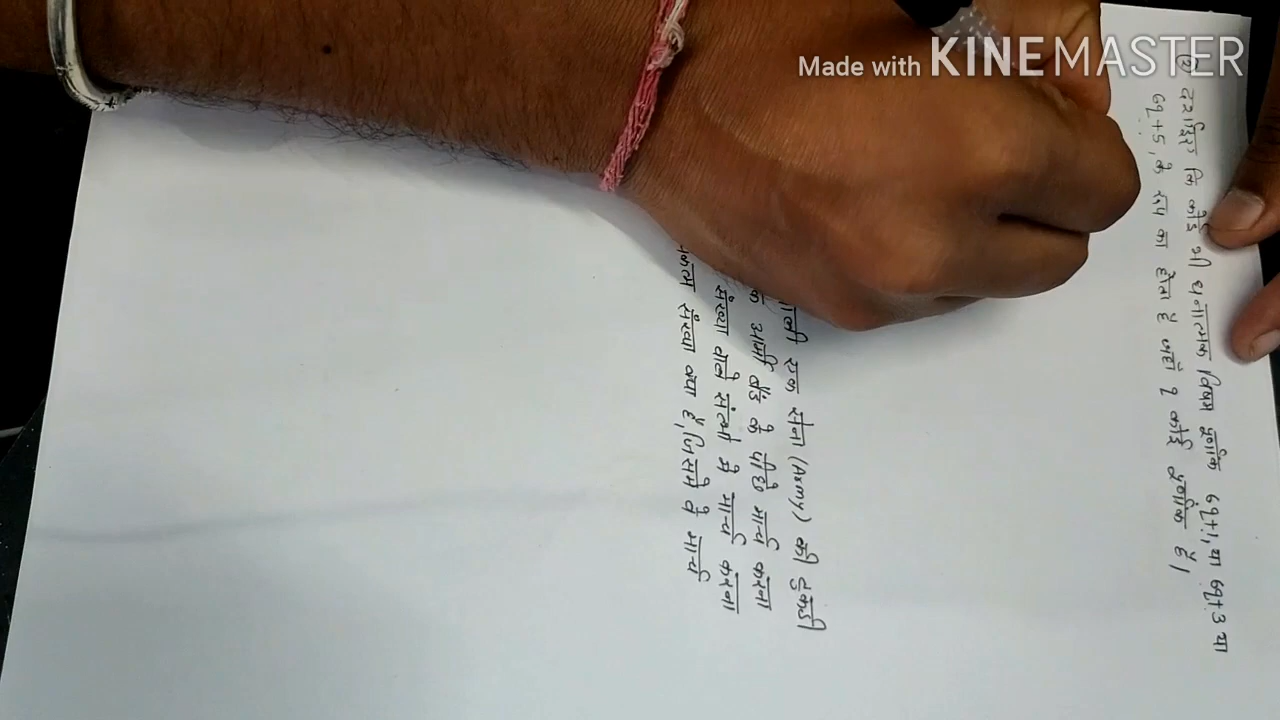 Made with KINEMASTER
② दर्शाइए कि कोई भी धनात्मक विषम पूर्णांक 6q+1, या 6q+3 या
6q+5, के रूप का होता है जहाँ q कोई पूर्णांक है।
एक सेना (Army) की टुकड़ी
आर्मी बैंड के पीछे मार्च करना
संख्या वाले स्तंभों में मार्च करना
संख्या क्या है, जिसमें वे मार्च